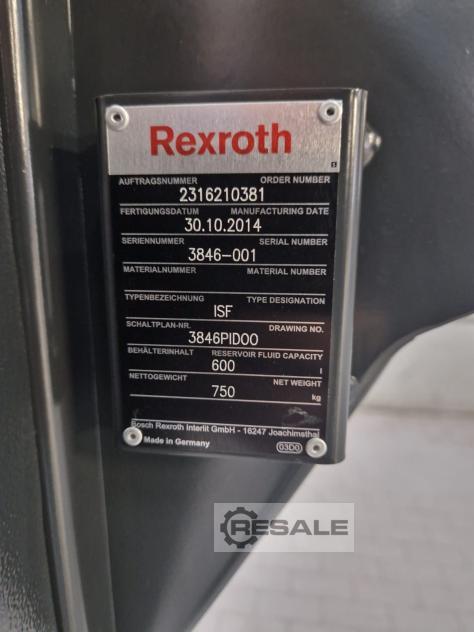 Rexroth
AUFTRAGSNUMMER ORDER NUMBER
2316210381
FERTIGUNGSDATUM MANUFACTURING DATE
30.10.2014
SERIENNUMMER SERIAL NUMBER
3846-001
MATERIALNUMMER MATERIAL NUMBER
TYPENBEZEICHNUNG TYPE DESIGNATION
ISF
SCHALTPLAN-NR. DRAWING NO.
3846PID00
BEHÄLTERINHALT RESERVOIR FLUID CAPACITY
600 l
NETTOGEWICHT NET WEIGHT
750 kg
Bosch Rexroth Interlit GmbH - 16247 Joachimsthal
Made in Germany 03D0
RESALE